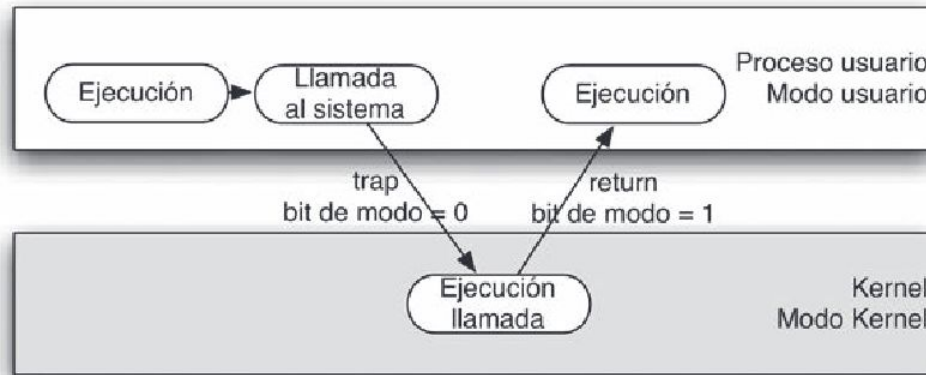 Proceso usuario
Modo usuario
Ejecución
Llamada
al sistema
Ejecución
trap
bit de modo = 0
return
bit de modo = 1
Ejecución
llamada
Kernel
Modo Kernel